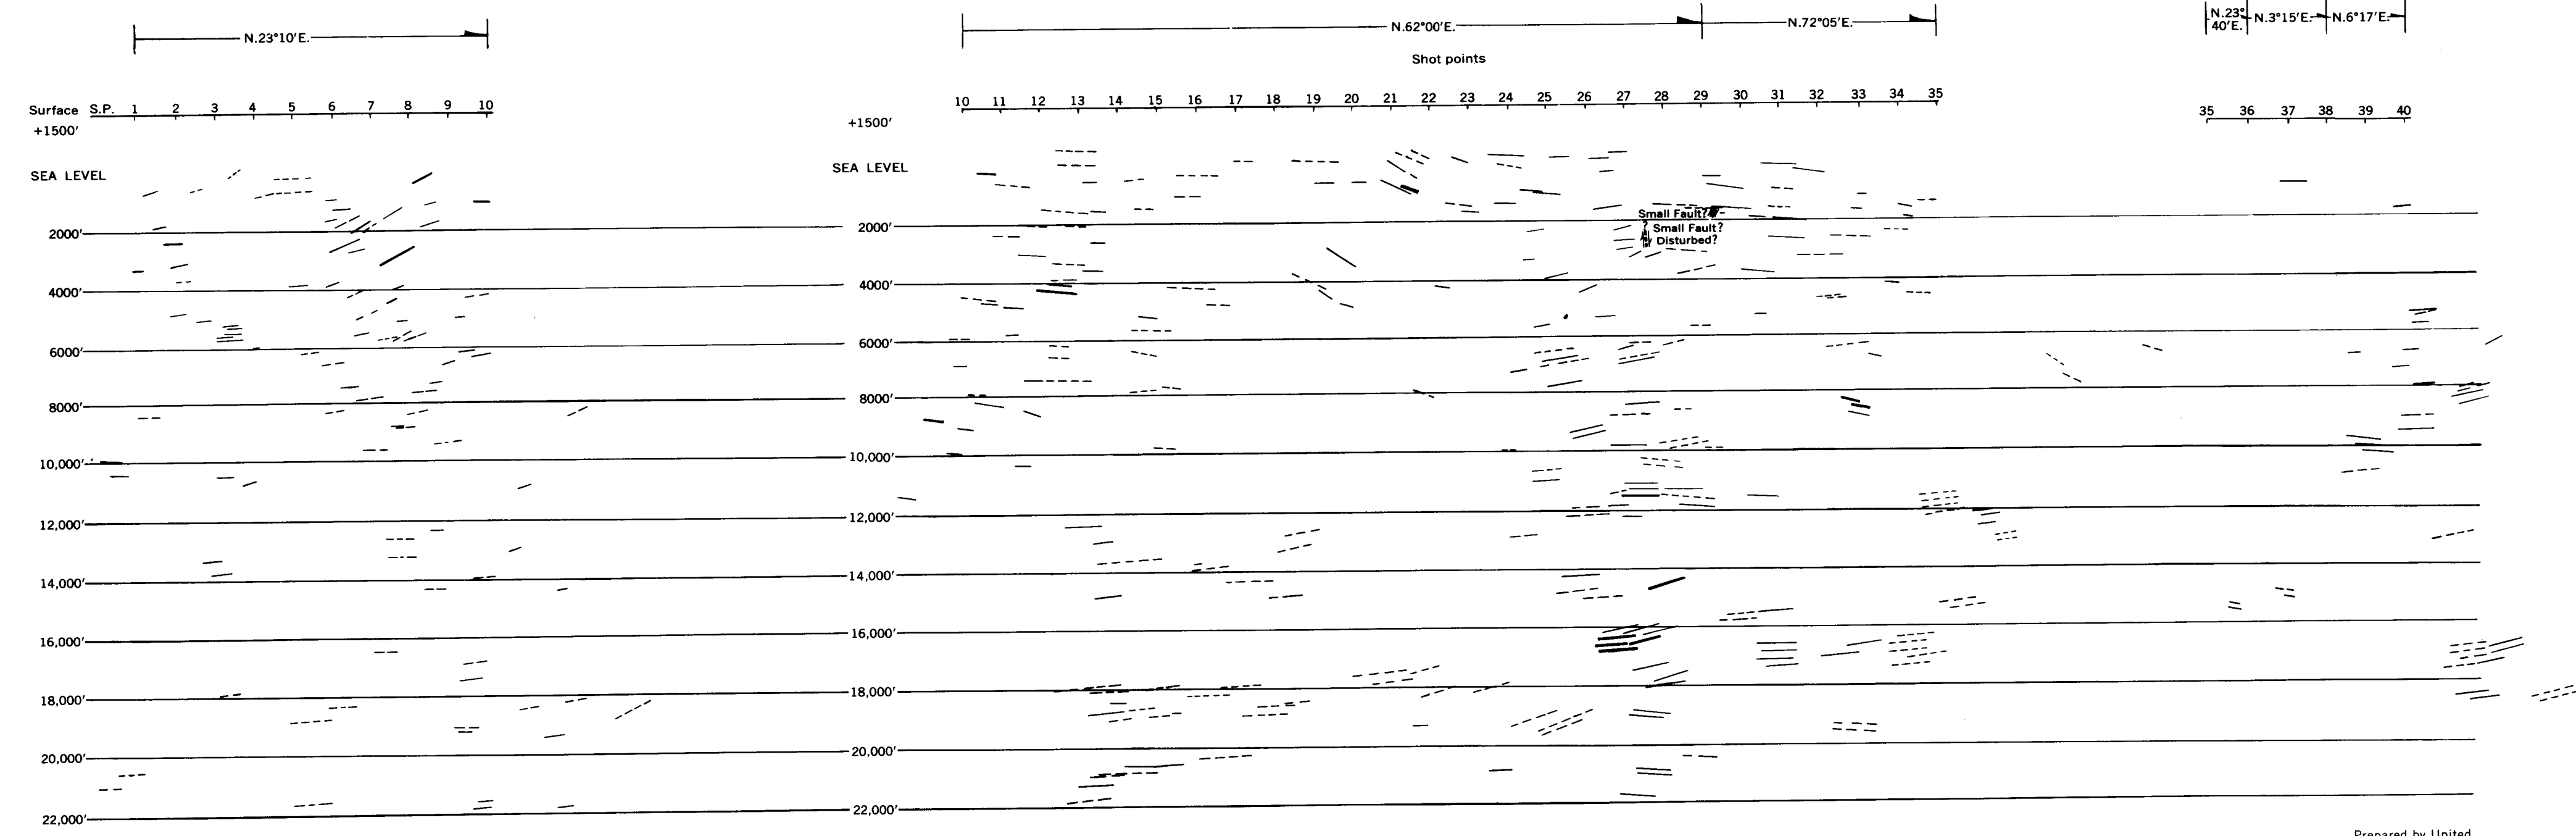 N.23°10'E.
N.62°00'E.
N.72°05'E.
N.23° 40'E.
N.3°15'E.
N.6°17'E.
Shot points
Surface S.P. 1 2 3 4 5 6 7 8 9 10
10 11 12 13 14 15 16 17 18 19 20 21 22 23 24 25 26 27 28 29 30 31 32 33 34 35
35 36 37 38 39 40
+1500' +1500'
SEA LEVEL SEA LEVEL
Small Fault?
2000' 2000'
? Small Fault?
Disturbed?
4000' 4000'
6000' 6000'
8000' 8000'
10,000' 10,000'
12,000' 12,000'
14,000' 14,000'
16,000' 16,000'
18,000' 18,000'
20,000' 20,000'
22,000' 22,000'
Prepared by United